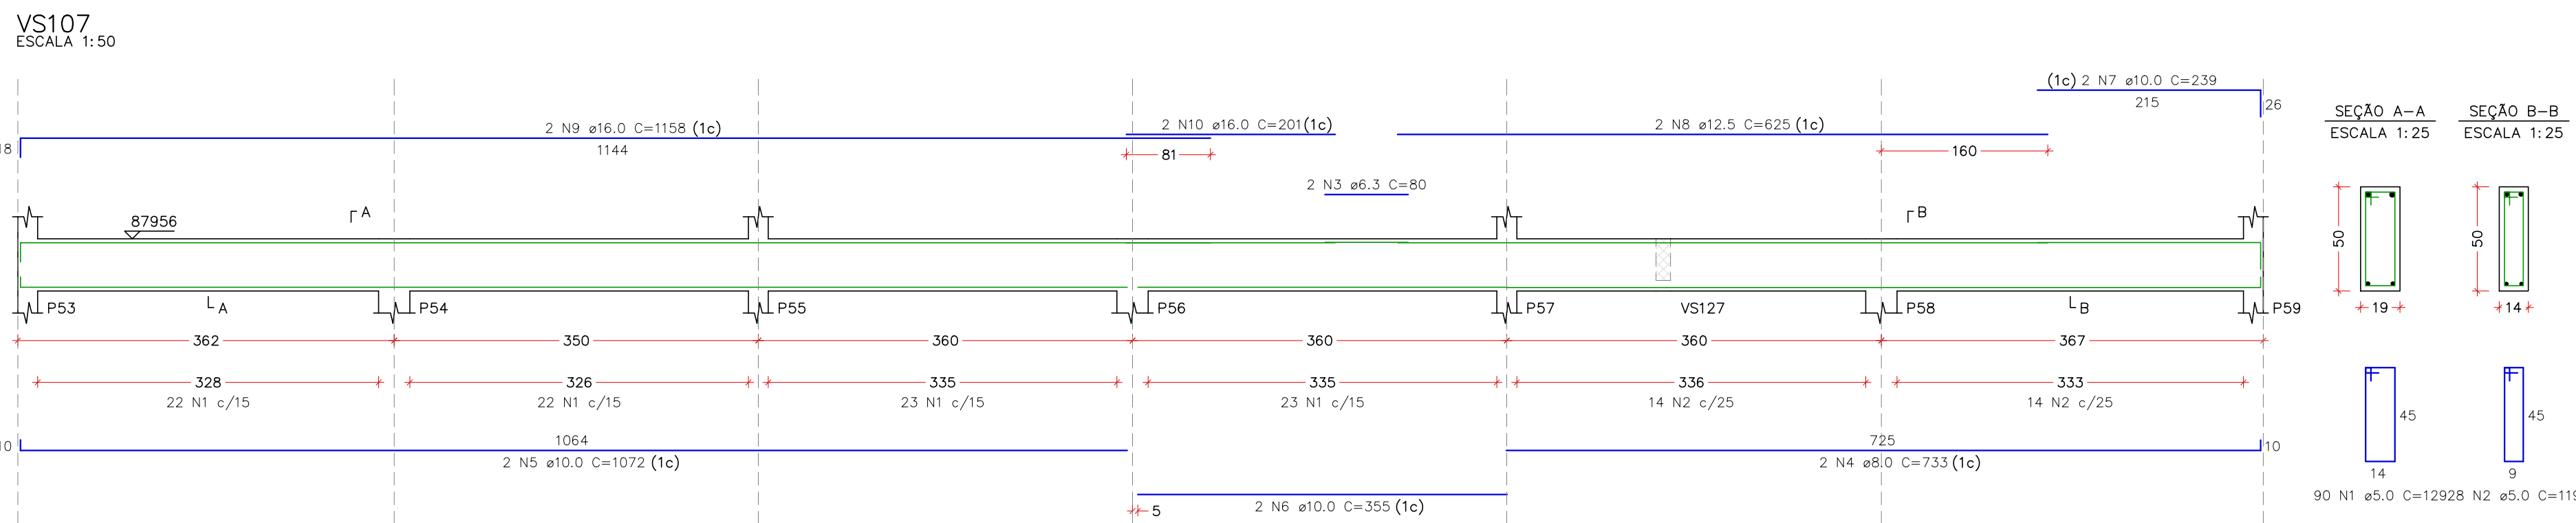 VS107
ESCALA 1:50
(1c) 2 N7 ø10.0 C=239
215
26
2 N9 ø16.0 C=1158 (1c)
1144
18
2 N10 ø16.0 C=201(1c)
81
2 N8 ø12.5 C=625 (1c)
160
2 N3 ø6.3 C=80
87956
A
B
P53
A
P54
P55
P56
P57
VS127
P58
B
P59
362
350
360
360
360
367
328
326
335
335
336
333
22 N1 c/15
22 N1 c/15
23 N1 c/15
23 N1 c/15
14 N2 c/25
14 N2 c/25
10
1064
2 N5 ø10.0 C=1072 (1c)
725
10
2 N4 ø8.0 C=733 (1c)
2 N6 ø10.0 C=355 (1c)
5
SEÇÃO A-A
ESCALA 1:25
50
19
45
14
90 N1 ø5.0 C=129
SEÇÃO B-B
ESCALA 1:25
50
14
45
9
28 N2 ø5.0 C=119